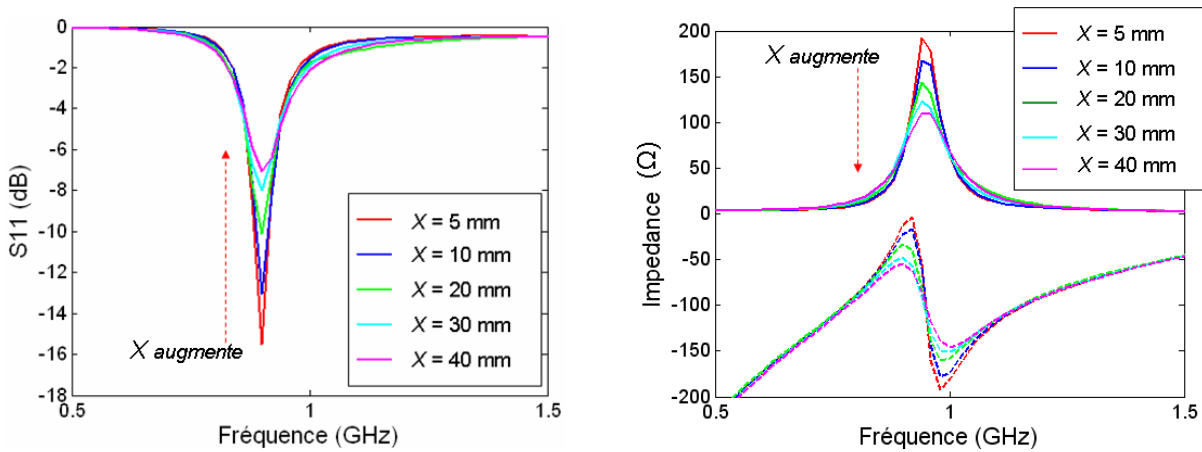 0
-2
-4
-6
-8
-10
-12
-14
-16
-18
S11 (dB)
X augmente
X = 5 mm
X = 10 mm
X = 20 mm
X = 30 mm
X = 40 mm
0.5
1
1.5
Fréquence (GHz)
200
150
100
50
0
-50
-100
-150
-200
Impedance (Ω)
X augmente
X = 5 mm
X = 10 mm
X = 20 mm
X = 30 mm
X = 40 mm
0.5
1
1.5
Fréquence (GHz)